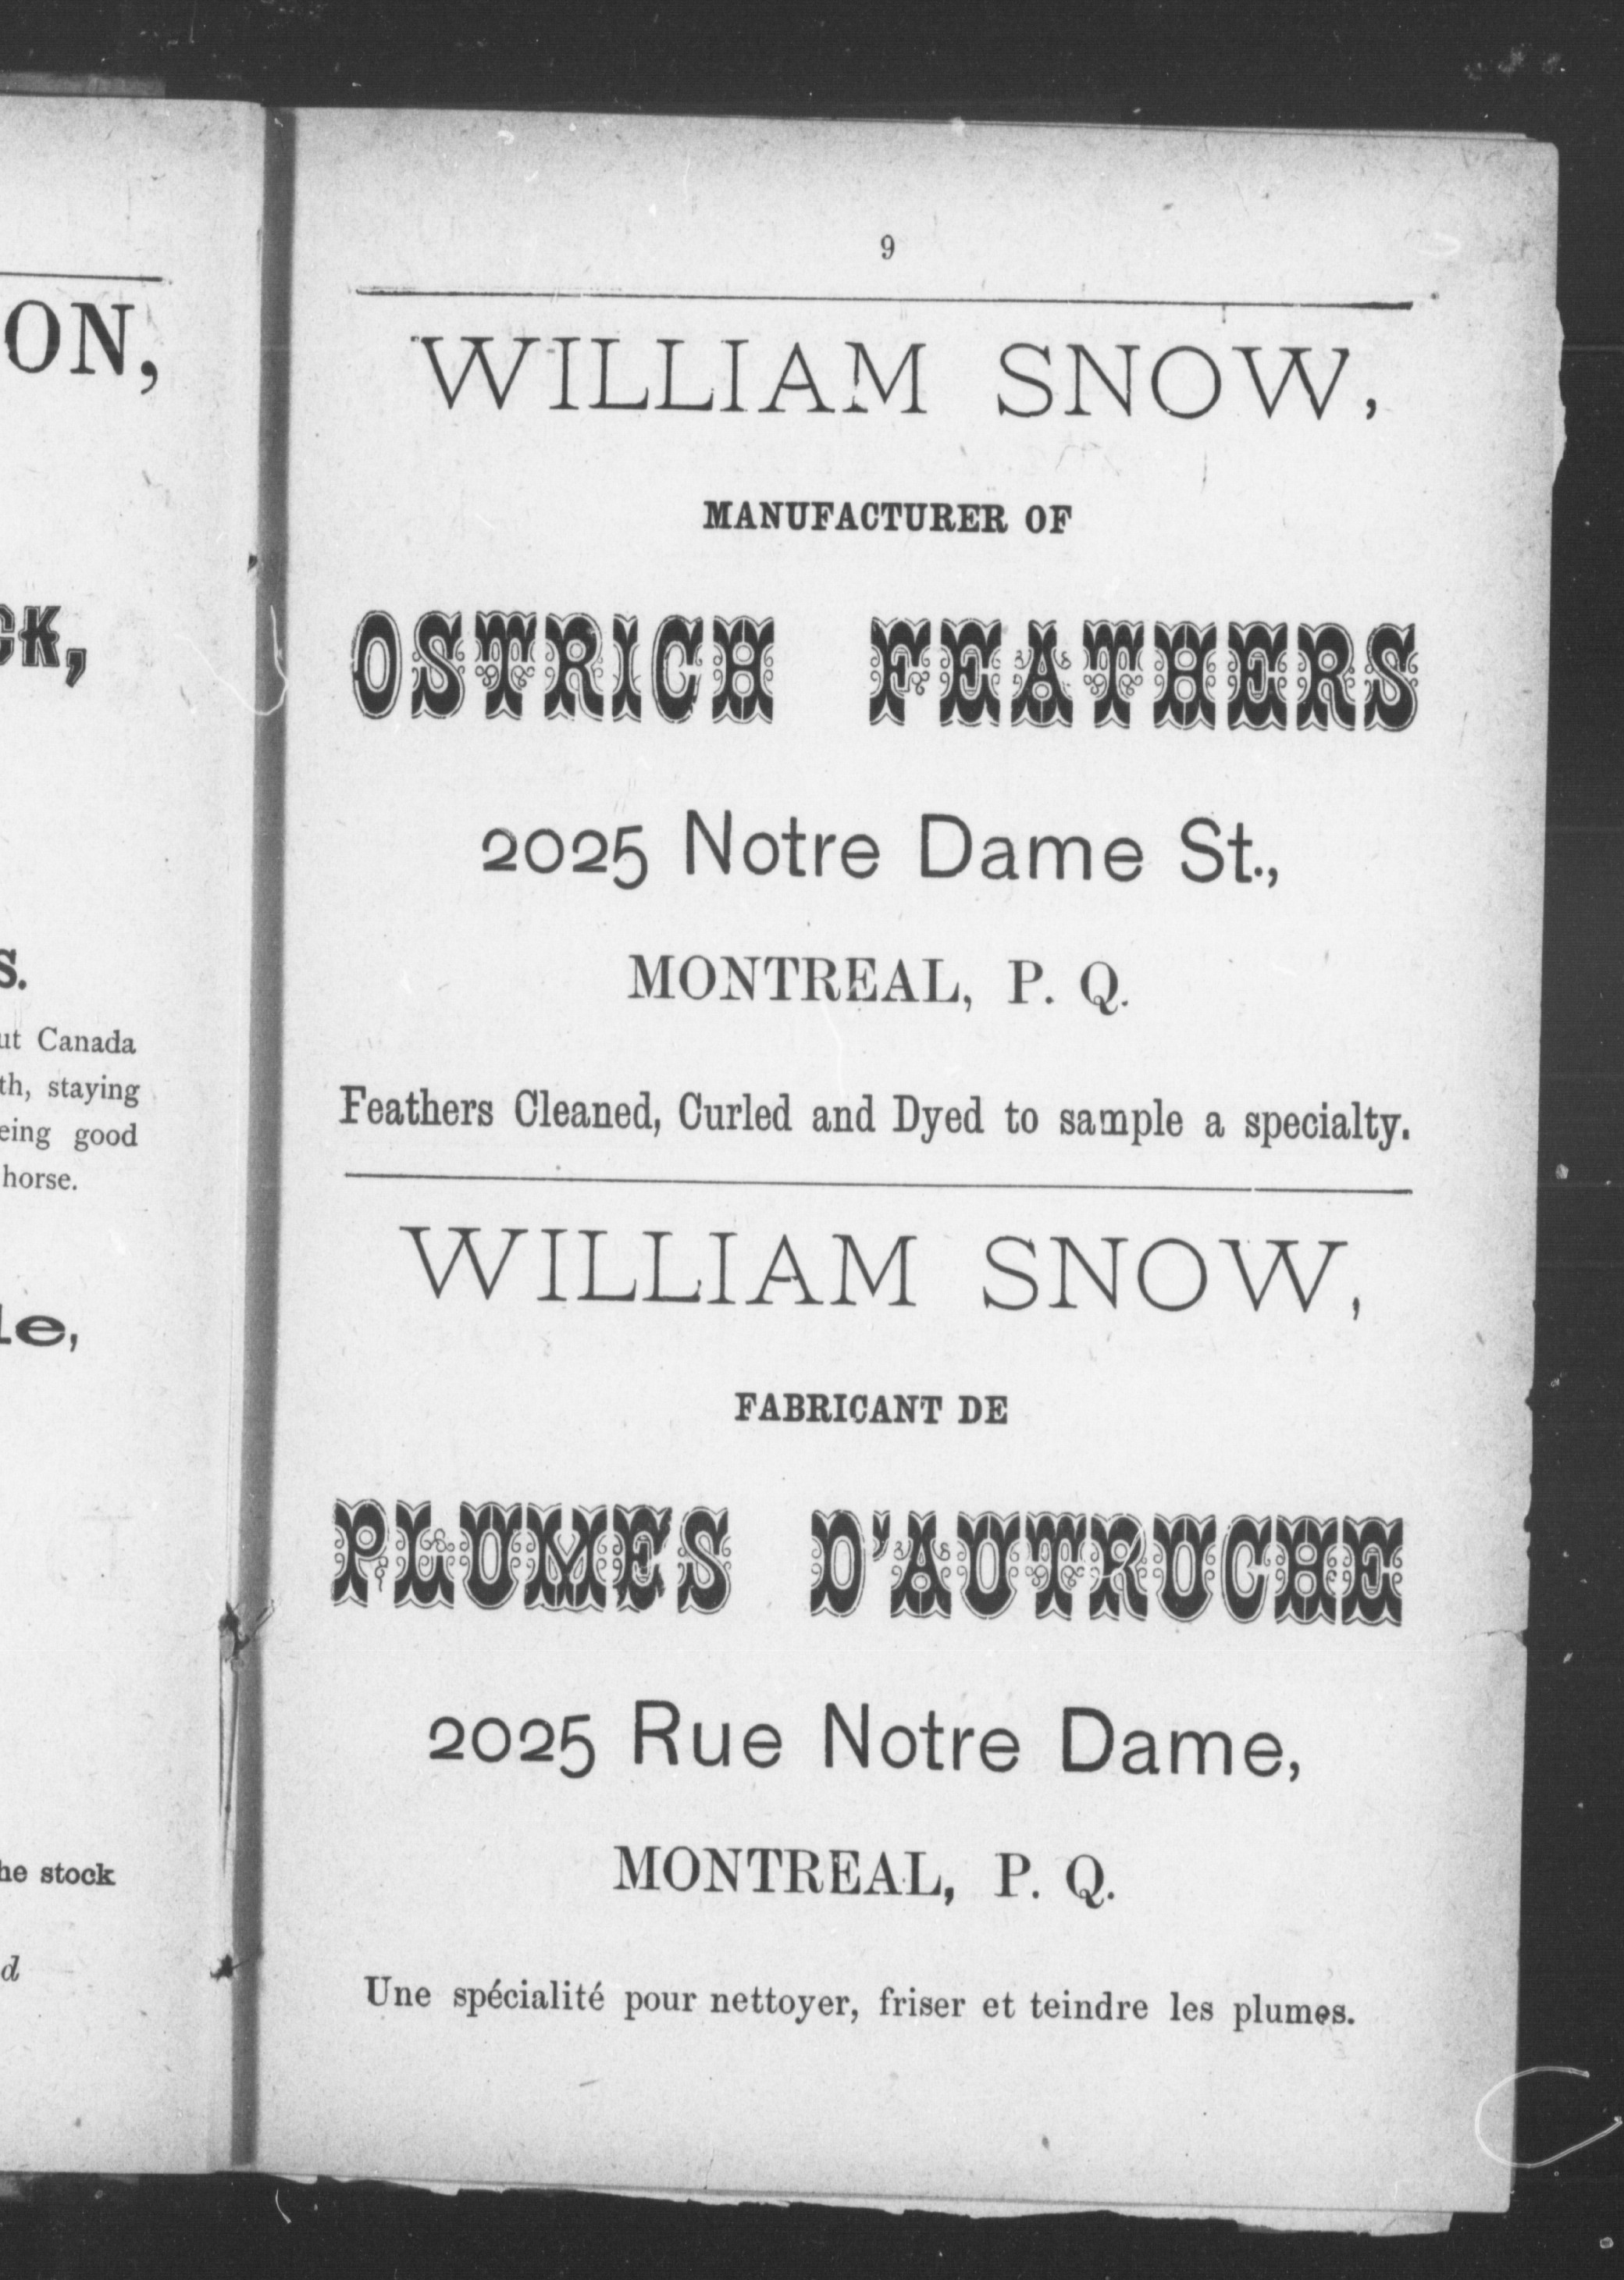 ON,
CK,
S.
ut Canada
th, staying
eing good
horse.
le,
he stock
d
9
WILLIAM SNOW,
MANUFACTURER OF
OSTRICH FEATHERS
2025 Notre Dame St.,
MONTREAL, P. Q.
Feathers Cleaned, Curled and Dyed to sample a specialty.
WILLIAM SNOW,
FABRICANT DE
PLUMES D'AUTRUCHE
2025 Rue Notre Dame,
MONTREAL, P. Q.
Une spécialité pour nettoyer, friser et teindre les plumes.